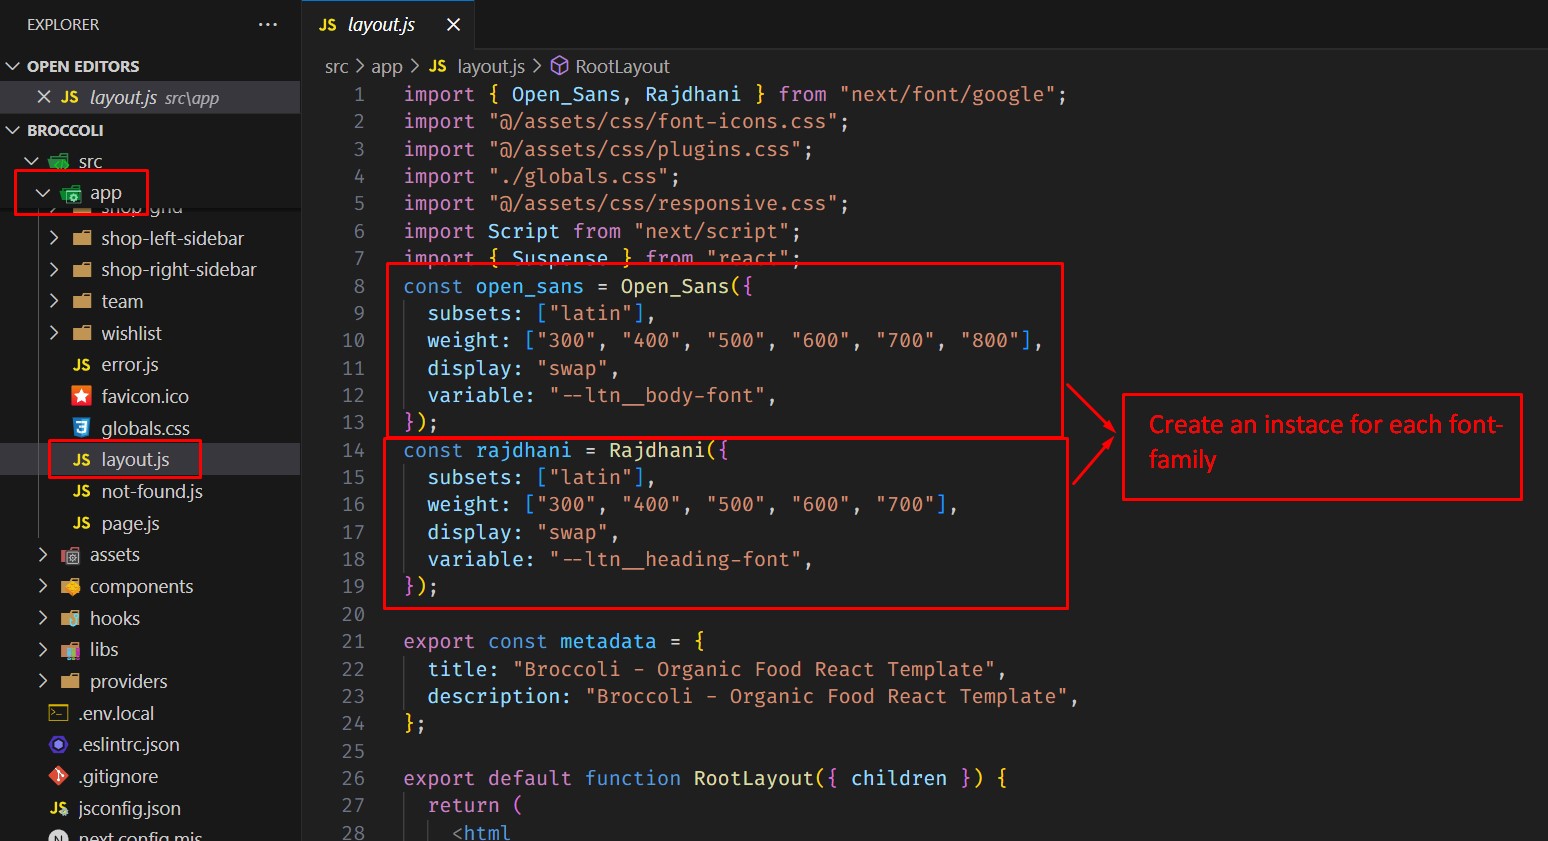 EXPLORER
···
OPEN EDITORS
JS layout.js src\app
BROCCOLI
src
app
shop-grid
shop-left-sidebar
shop-right-sidebar
team
wishlist
JS error.js
favicon.ico
globals.css
JS layout.js
JS not-found.js
JS page.js
assets
components
hooks
libs
providers
.env.local
.eslintrc.json
.gitignore
JS jsconfig.json
N next.config.mjs
JS layout.js
src > app > JS layout.js > RootLayout
1 import { Open_Sans, Rajdhani } from "next/font/google";
2 import "@/assets/css/font-icons.css";
3 import "@/assets/css/plugins.css";
4 import "./globals.css";
5 import "@/assets/css/responsive.css";
6 import Script from "next/script";
7 import { Suspense } from "react";
8 const open_sans = Open_Sans({
9 subsets: ["latin"],
10 weight: ["300", "400", "500", "600", "700", "800"],
11 display: "swap",
12 variable: "--ltn__body-font",
13 });
14 const rajdhani = Rajdhani({
15 subsets: ["latin"],
16 weight: ["300", "400", "500", "600", "700"],
17 display: "swap",
18 variable: "--ltn__heading-font",
19 });
20
21 export const metadata = {
22 title: "Broccoli - Organic Food React Template",
23 description: "Broccoli - Organic Food React Template",
24 };
25
26 export default function RootLayout({ children }) {
27 return (
28 <html
Create an instace for each font-
family